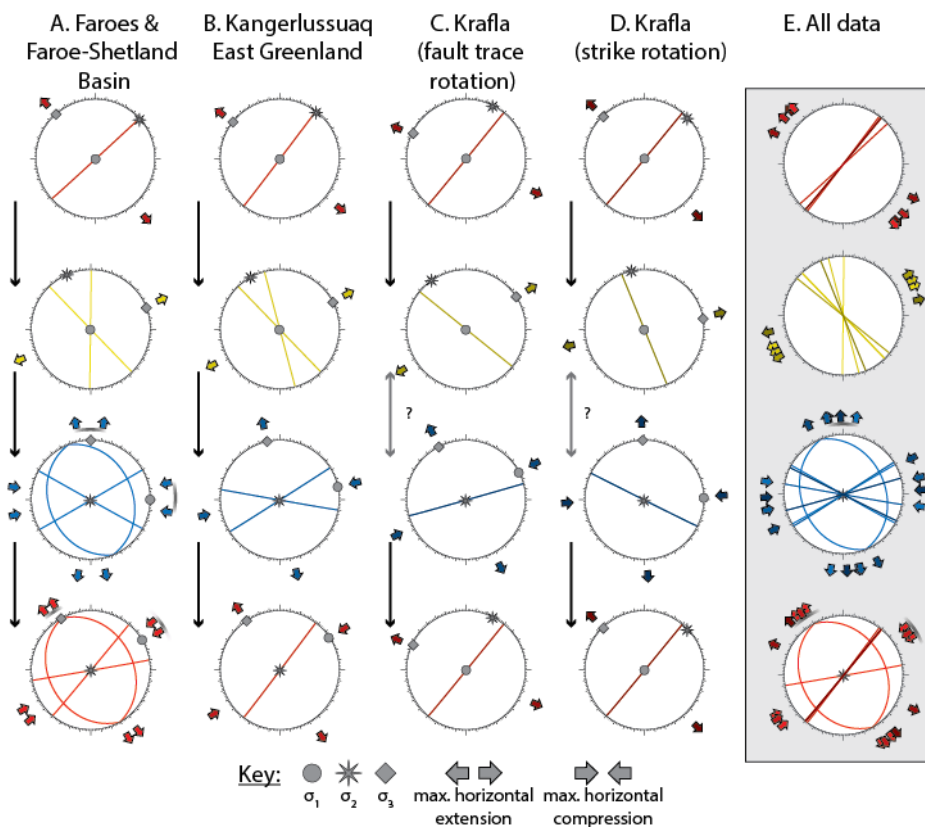 A. Faroes &
Faroe-Shetland
Basin
B. Kangerlussuaq
East Greenland
C. Krafla
(fault trace
rotation)
D. Krafla
(strike rotation)
E. All data
?
?
Key:
σ1
σ2
σ3
max. horizontal
extension
max. horizontal
compression